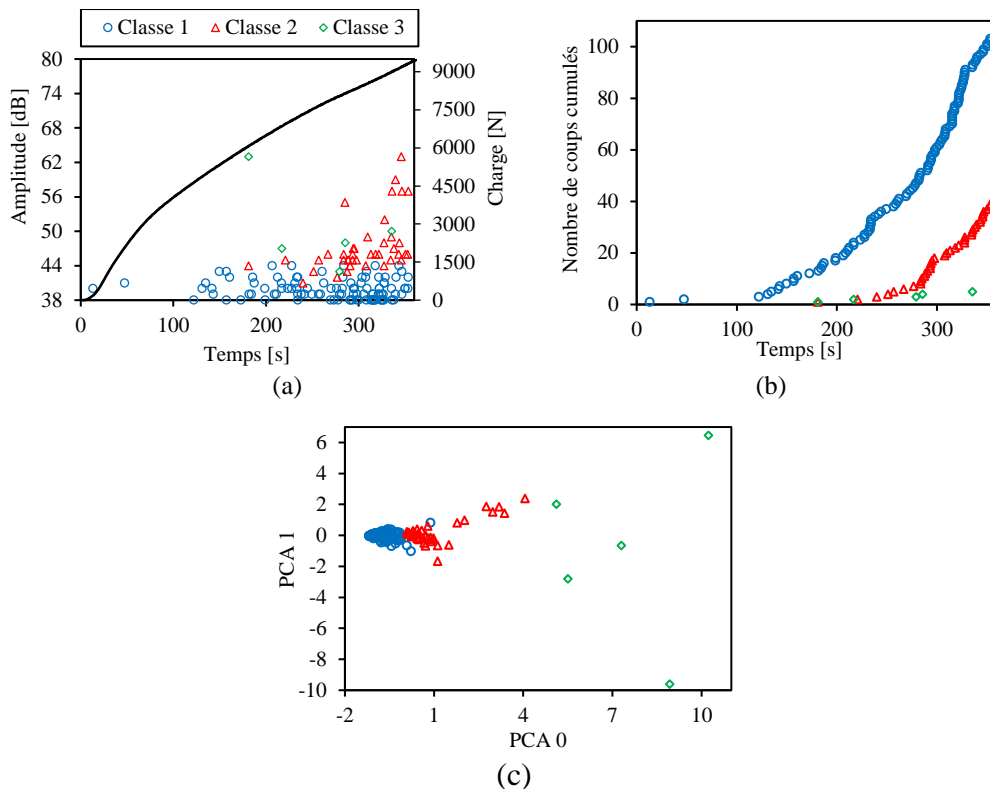 Classe 1 Classe 2 Classe 3
Amplitude [dB]
80
74
68
62
56
50
44
38
9000
7500
6000
4500
3000
1500
0
Charge [N]
0 100 200 300
Temps [s]
(a)
Nombre de coups cumulés
100
80
60
40
20
0
0 100 200 300
Temps [s]
(b)
PCA 1
6
4
2
0
-2
-4
-6
-8
-10
-2 1 4 7 10
PCA 0
(c)